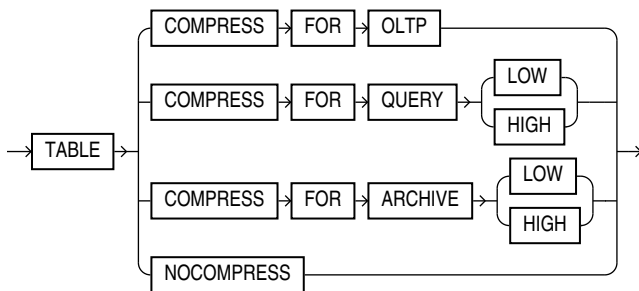 COMPRESS FOR OLTP
LOW
COMPRESS FOR QUERY
HIGH
TABLE
LOW
COMPRESS FOR ARCHIVE
HIGH
NOCOMPRESS